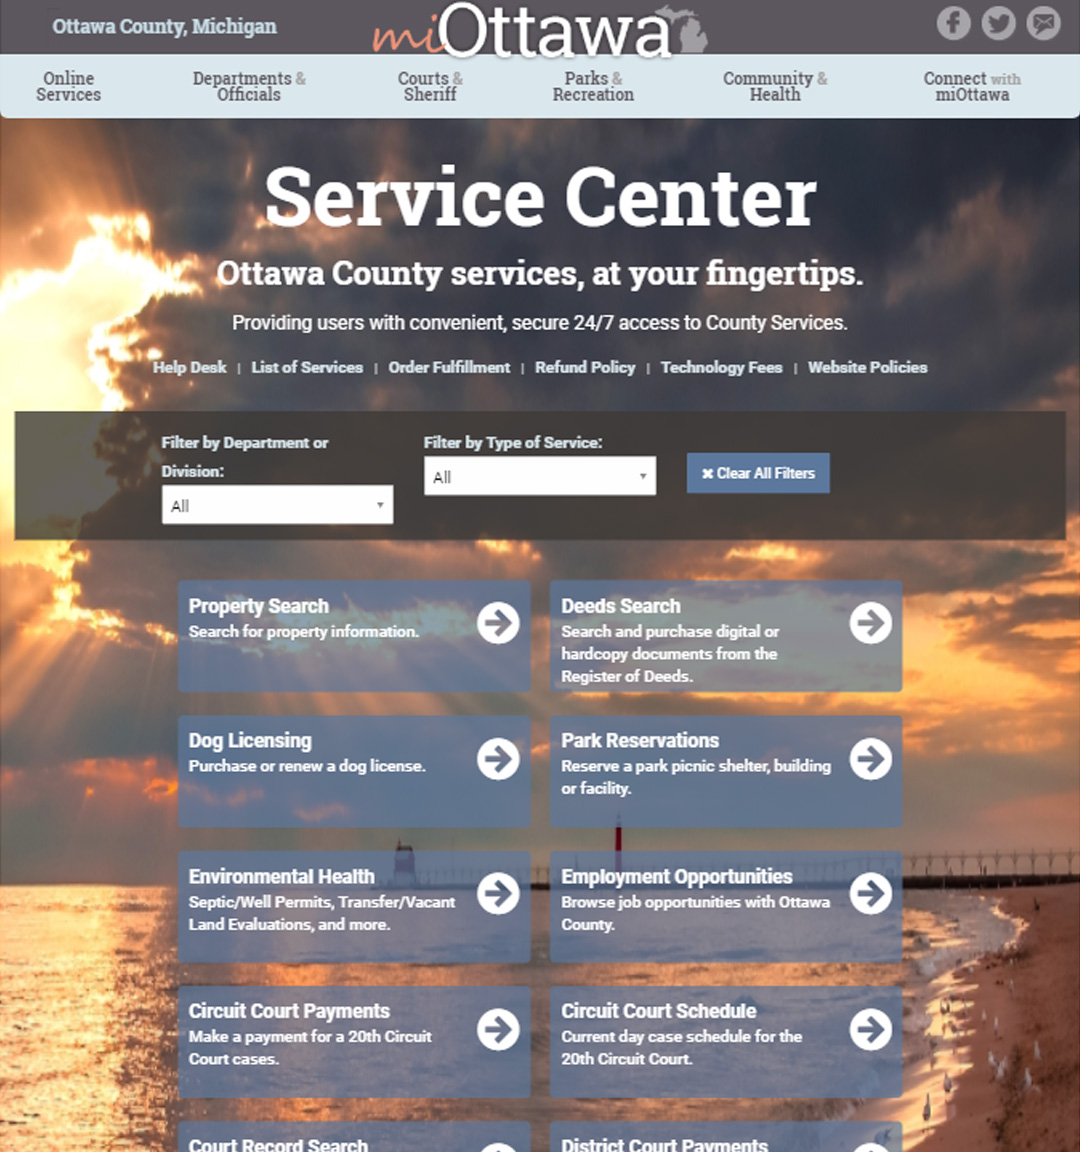 Ottawa County, Michigan
miOttawa
Online Services
Departments & Officials
Courts & Sheriff
Parks & Recreation
Community & Health
Connect with miOttawa
Service Center
Ottawa County services, at your fingertips.
Providing users with convenient, secure 24/7 access to County Services.
Help Desk | List of Services | Order Fulfillment | Refund Policy | Technology Fees | Website Policies
Filter by Department or
Division:
All
Filter by Type of Service:
All
✖ Clear All Filters
Property Search
Search for property information.
Deeds Search
Search and purchase digital or
hardcopy documents from the
Register of Deeds.
Dog Licensing
Purchase or renew a dog license.
Park Reservations
Reserve a park picnic shelter, building
or facility.
Environmental Health
Septic/Well Permits, Transfer/Vacant
Land Evaluations, and more.
Employment Opportunities
Browse job opportunities with Ottawa
County.
Circuit Court Payments
Make a payment for a 20th Circuit
Court cases.
Circuit Court Schedule
Current day case schedule for the
20th Circuit Court.
Court Record Search
District Court Payments